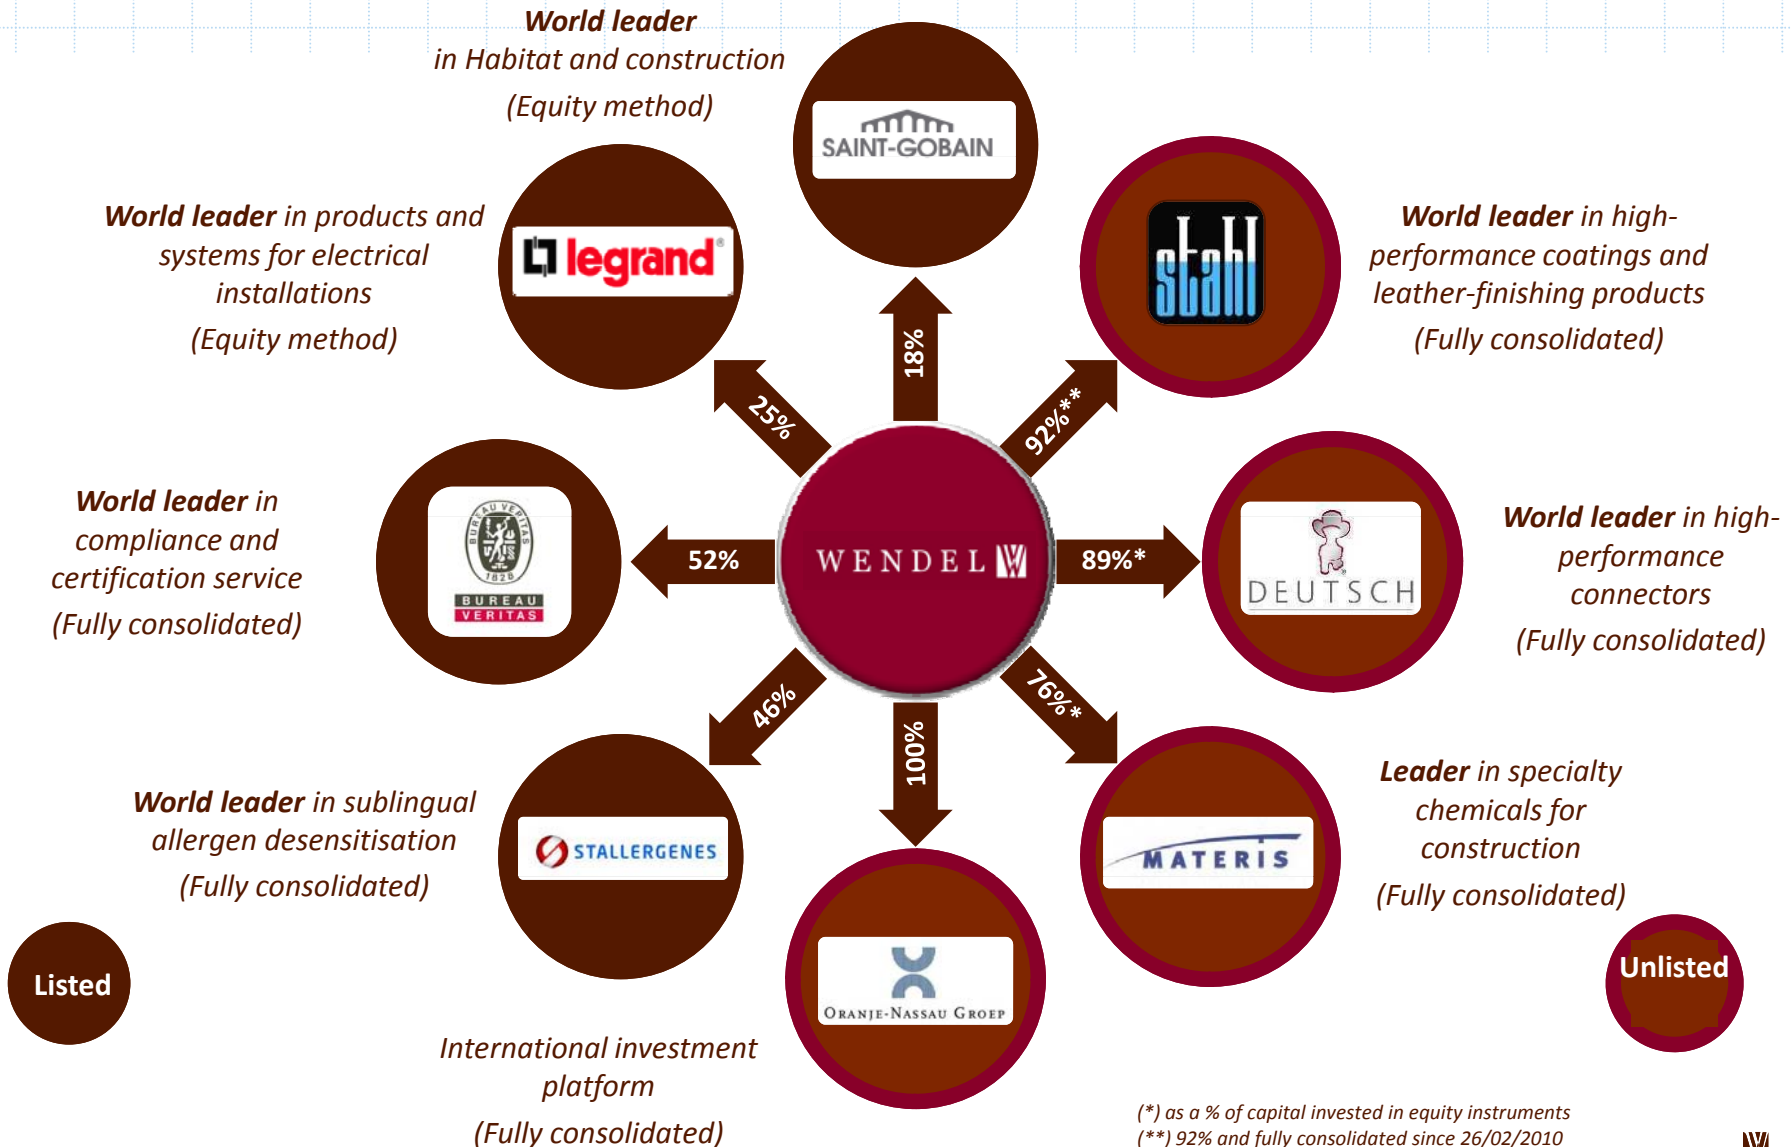 World leader
in Habitat and construction
(Equity method)
SAINT-GOBAIN
World leader in products and
systems for electrical
installations
(Equity method)
legrand®
stahl
World leader in high-
performance coatings and
leather-finishing products
(Fully consolidated)
18%
25%
92%**
World leader in
compliance and
certification service
(Fully consolidated)
BUREAU VERITAS
1828
BUREAU
VERITAS
52%
WENDEL
89%*
DEUTSCH
World leader in high-
performance
connectors
(Fully consolidated)
46%
100%
76%*
World leader in sublingual
allergen desensitisation
(Fully consolidated)
STALLERGENES
MATERIS
Leader in specialty
chemicals for
construction
(Fully consolidated)
Listed
ORANJE-NASSAU GROEP
Unlisted
International investment
platform
(Fully consolidated)
(*) as a % of capital invested in equity instruments
(**) 92% and fully consolidated since 26/02/2010